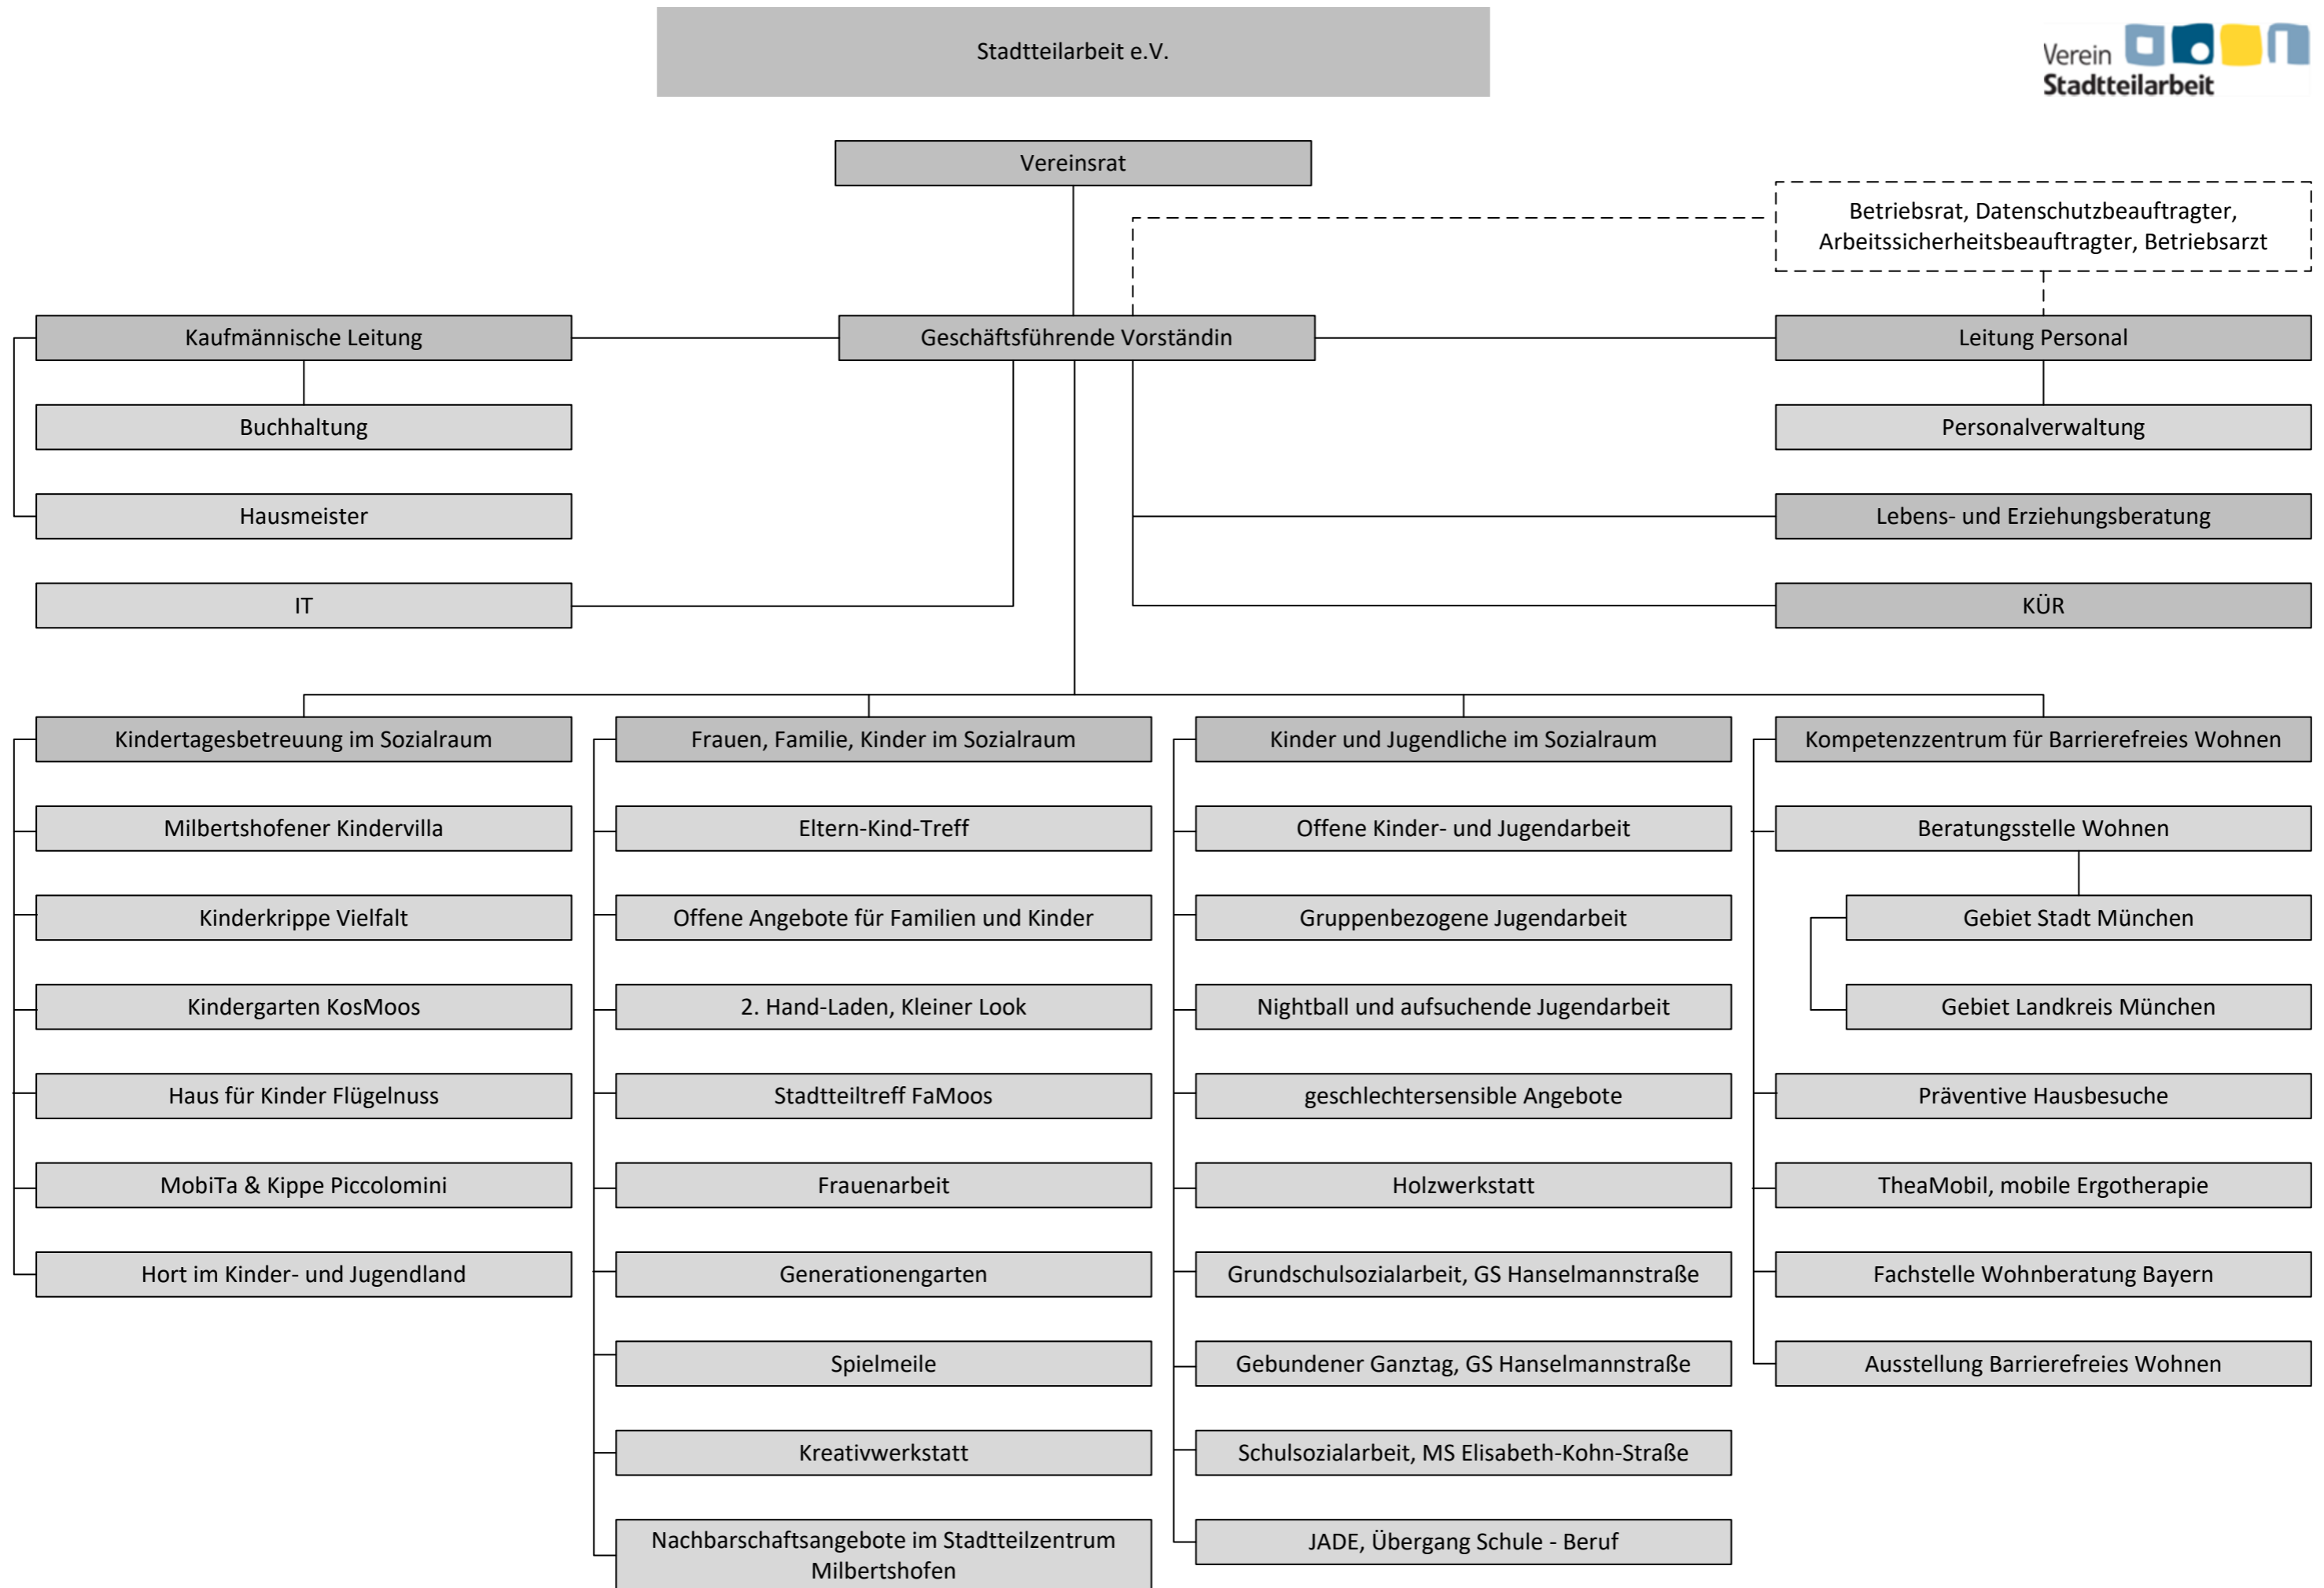 Stadtteilarbeit e.V.
Verein
Stadtteilarbeit
Vereinsrat
Betriebsrat, Datenschutzbeauftragter,
Arbeitssicherheitsbeauftragter, Betriebsarzt
Kaufmännische Leitung
Geschäftsführende Vorständin
Leitung Personal
Buchhaltung
Personalverwaltung
Hausmeister
Lebens- und Erziehungsberatung
IT
KÜR
Kindertagesbetreuung im Sozialraum
Milbertshofener Kindervilla
Kinderkrippe Vielfalt
Kindergarten KosMoos
Haus für Kinder Flügelnuss
MobiTa & Kippe Piccolomini
Hort im Kinder- und Jugendland
Frauen, Familie, Kinder im Sozialraum
Eltern-Kind-Treff
Offene Angebote für Familien und Kinder
2. Hand-Laden, Kleiner Look
Stadtteiltreff FaMoos
Frauenarbeit
Generationengarten
Spielmeile
Kreativwerkstatt
Nachbarschaftsangebote im Stadtteilzentrum
Milbertshofen
Kinder und Jugendliche im Sozialraum
Offene Kinder- und Jugendarbeit
Gruppenbezogene Jugendarbeit
Nightball und aufsuchende Jugendarbeit
geschlechtersensible Angebote
Holzwerkstatt
Grundschulsozialarbeit, GS Hanselmannstraße
Gebundener Ganztag, GS Hanselmannstraße
Schulsozialarbeit, MS Elisabeth-Kohn-Straße
JADE, Übergang Schule - Beruf
Kompetenzzentrum für Barrierefreies Wohnen
Beratungsstelle Wohnen
Gebiet Stadt München
Gebiet Landkreis München
Präventive Hausbesuche
TheaMobil, mobile Ergotherapie
Fachstelle Wohnberatung Bayern
Ausstellung Barrierefreies Wohnen